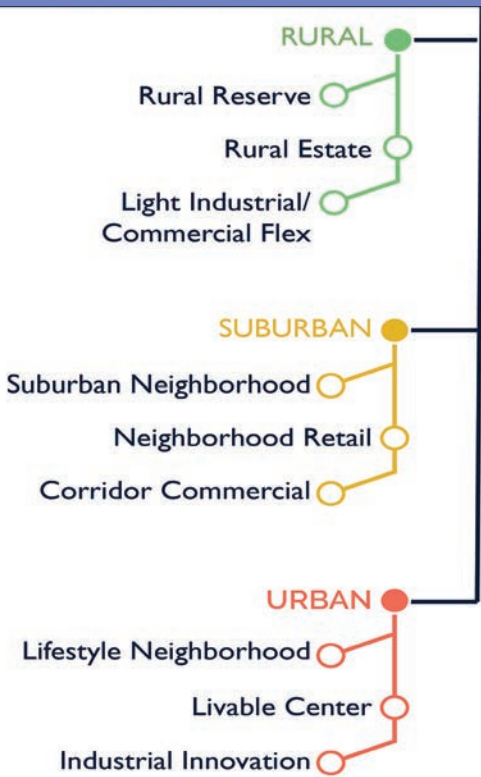 RURAL
Rural Reserve
Rural Estate
Light Industrial/
Commercial Flex
SUBURBAN
Suburban Neighborhood
Neighborhood Retail
Corridor Commercial
URBAN
Lifestyle Neighborhood
Livable Center
Industrial Innovation